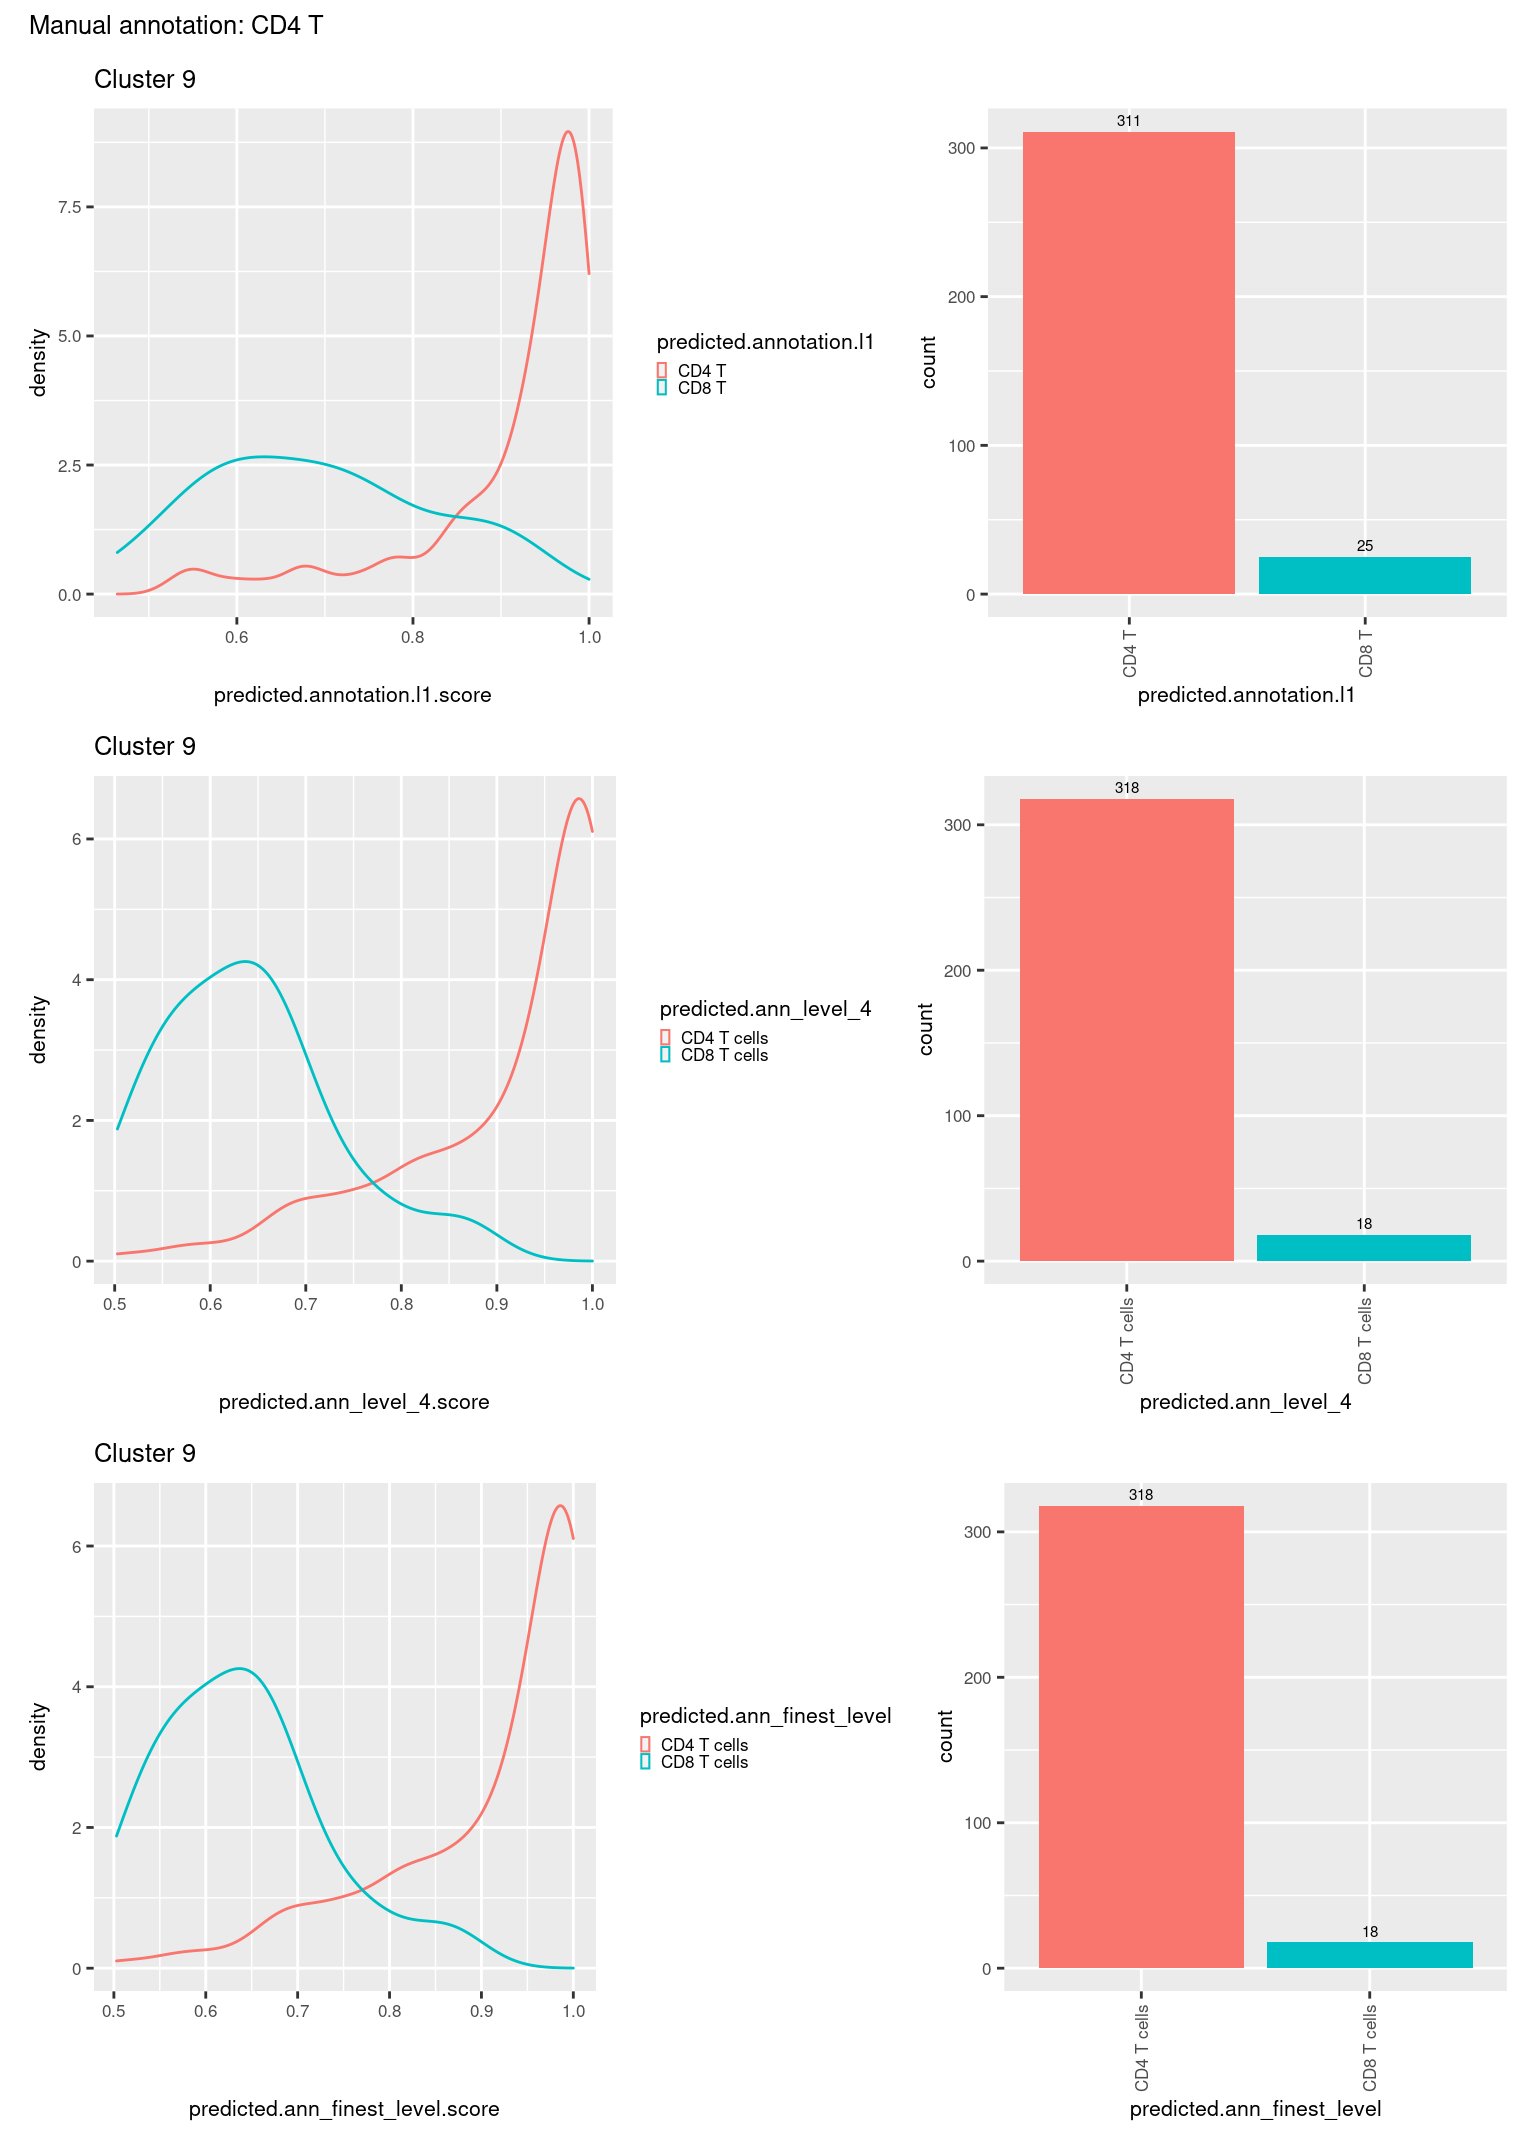 Manual annotation: CD4 T
Cluster 9
density
7.5
5.0
2.5
0.0
0.6 0.8 1.0
predicted.annotation.l1.score
predicted.annotation.l1
CD4 T
CD8 T
count
300
200
100
0
311
25
CD4 T
CD8 T
predicted.annotation.l1
Cluster 9
density
6
4
2
0
0.5 0.6 0.7 0.8 0.9 1.0
predicted.ann_level_4.score
predicted.ann_level_4
CD4 T cells
CD8 T cells
count
300
200
100
0
318
18
CD4 T cells
CD8 T cells
predicted.ann_level_4
Cluster 9
density
6
4
2
0
0.5 0.6 0.7 0.8 0.9 1.0
predicted.ann_finest_level.score
predicted.ann_finest_level
CD4 T cells
CD8 T cells
count
300
200
100
0
318
18
CD4 T cells
CD8 T cells
predicted.ann_finest_level